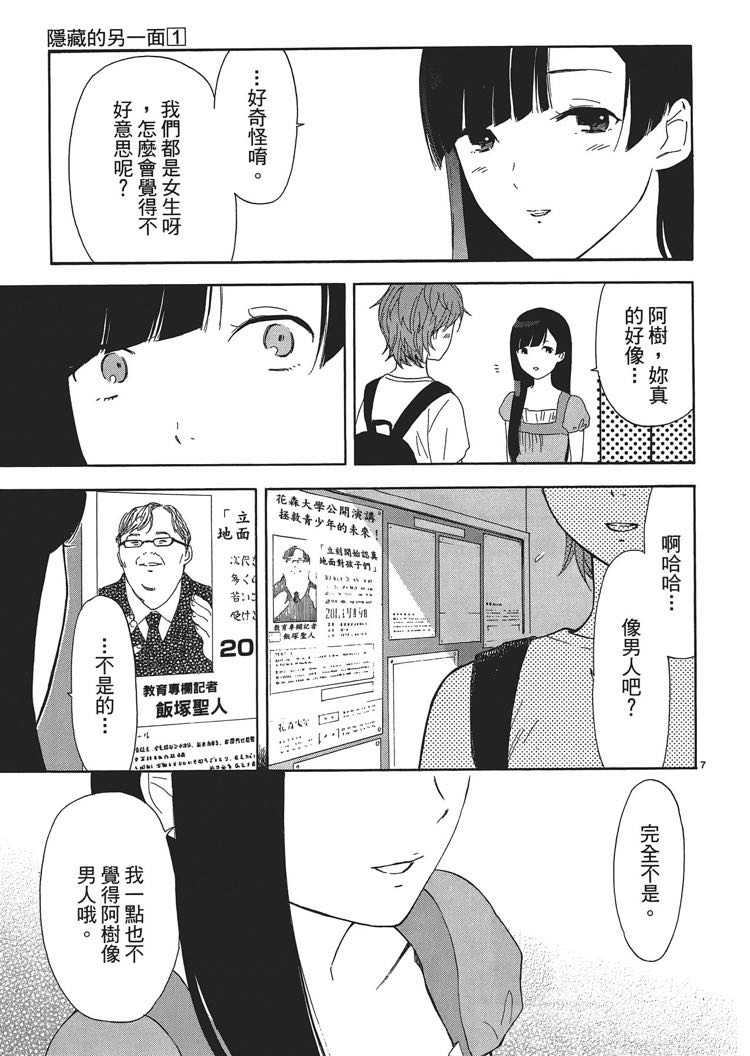 隱藏的另一面1
…好奇怪唷。
我們都是女生呀
，怎麼會覺得不
好意思呢？
阿樹，妳真
的好像…
啊哈哈…
像男人吧？
花森大學公開演講
拯救青少年的未來！
「立刻開始認真
地面對孩子們」
教育專欄記者
飯塚聖人
「立
地面
20
教育專欄記者
飯塚聖人
…不是的…
7
完全不是。
我一點也不
覺得阿樹像
男人哦。